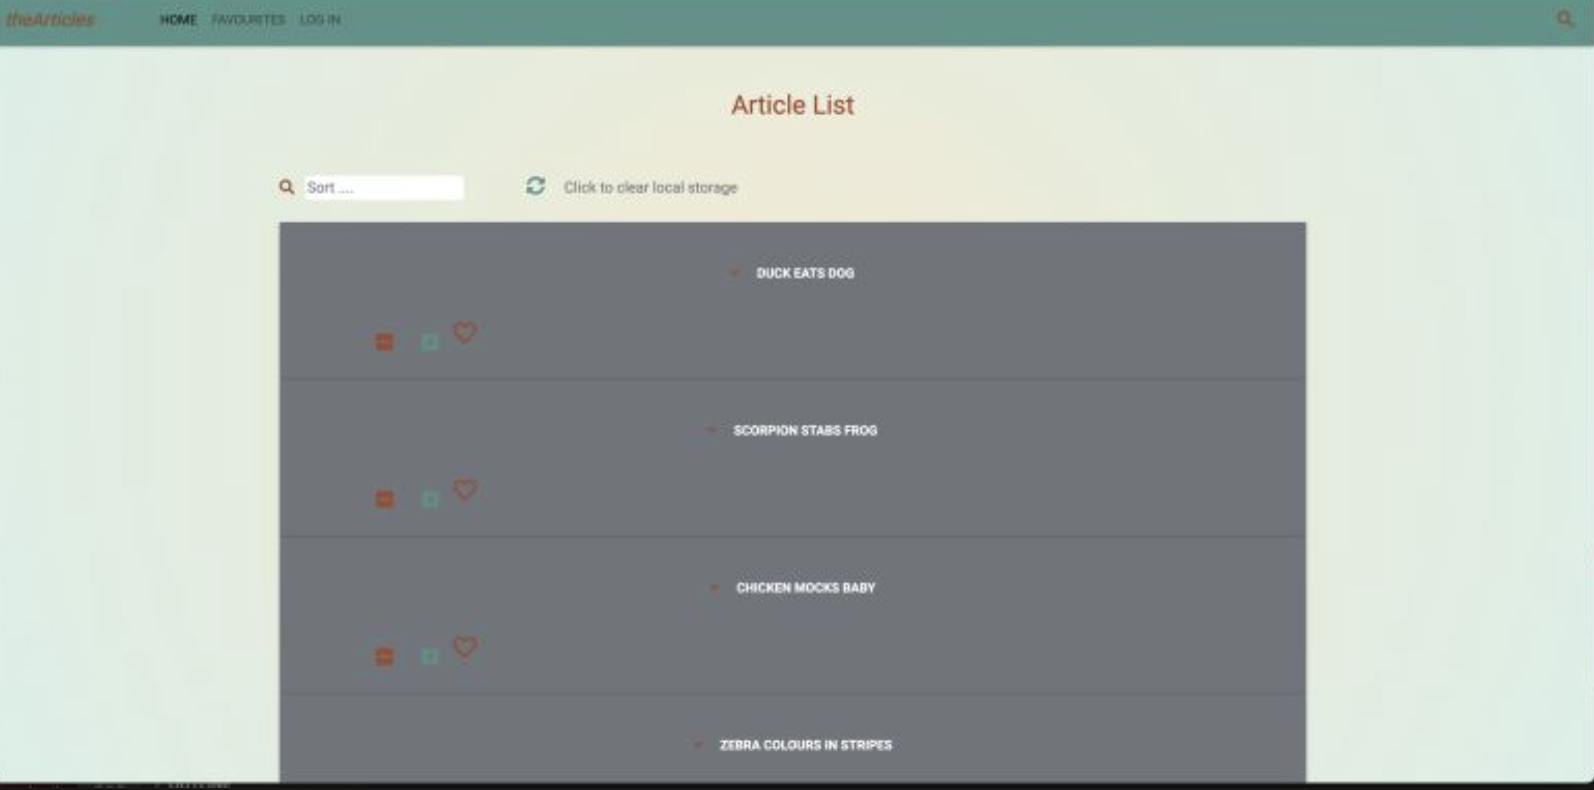 theArticles HOME FAVOURITES LOG IN
Article List
Sort .... Click to clear local storage
DUCK EATS DOG
SCORPION STABS FROG
CHICKEN MOCKS BABY
ZEBRA COLOURS IN STRIPES